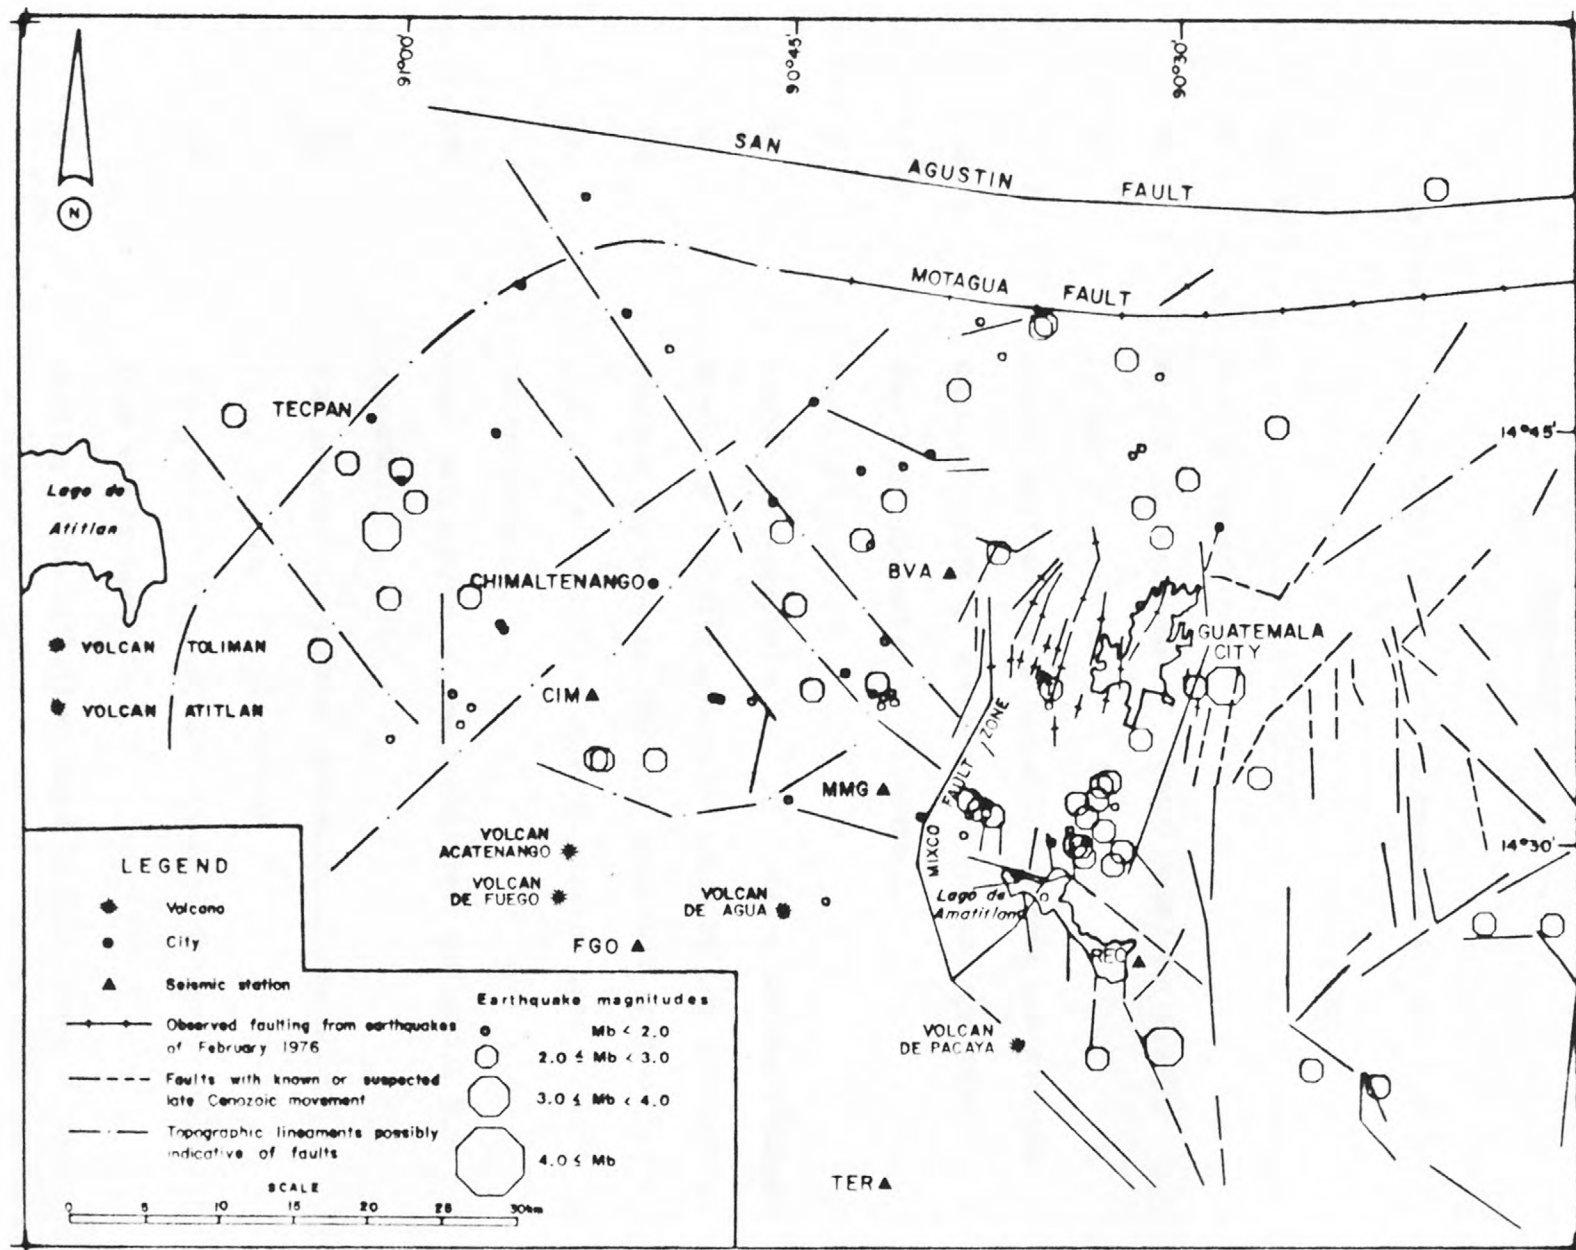 91°00'
90°45'
90°30'
SAN AGUSTIN FAULT
N
MOTAGUA FAULT
TECPAN
14°45'
Lago de
Atitlan
BVA
CHIMALTENANGO
GUATEMALA
CITY
VOLCAN TOLIMAN
CIM
VOLCAN ATITLAN
MIXCO FAULT ZONE
MMG
VOLCAN
ACATENANGO
14°30'
VOLCAN
DE FUEGO
VOLCAN
DE AGUA
Lago de
Amatitlan
FGO
REC
VOLCAN
DE PACAYA
TER
LEGEND
Volcano
City
Seismic station
Observed faulting from earthquakes
of February 1976
Faults with known or suspected
late Cenozoic movement
Topographic lineaments possibly
indicative of faults
Earthquake magnitudes
Mb < 2.0
2.0 ≤ Mb < 3.0
3.0 ≤ Mb < 4.0
4.0 ≤ Mb
SCALE
0 5 10 15 20 25 30km